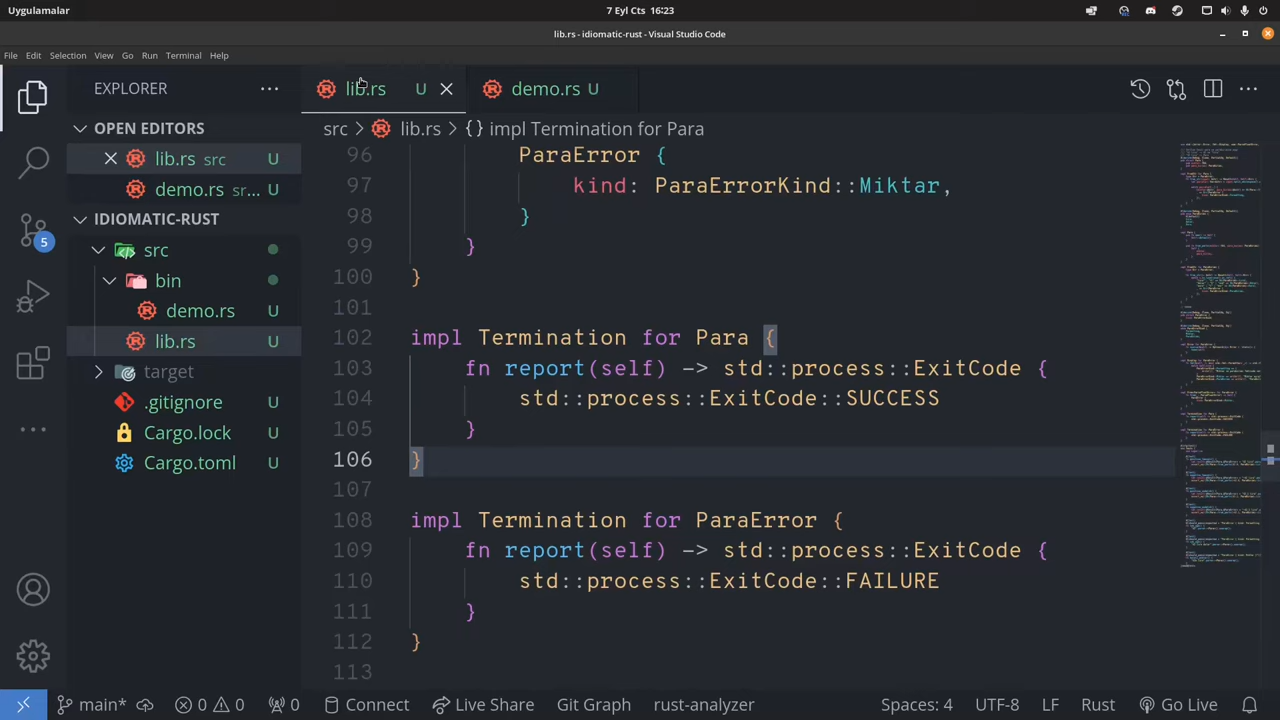 Uygulamalar
7 Eyl Cts 16:23
lib.rs - idiomatic-rust - Visual Studio Code
File Edit Selection View Go Run Terminal Help
EXPLORER
lib.rs U
demo.rs U
OPEN EDITORS
src > lib.rs > {} impl Termination for Para
lib.rs src U
demo.rs sr... U
IDIOMATIC-RUST
src
bin
demo.rs U
lib.rs U
target
.gitignore U
Cargo.lock U
Cargo.toml U
5
96 ParaError {
97 kind: ParaErrorKind::Miktar,
98 }
99 }
100 }
101
102 impl Termination for Para {
103 fn report(self) -> std::process::ExitCode {
104 std::process::ExitCode::SUCCESS
105 }
106 }
107
108 impl Termination for ParaError {
109 fn report(self) -> std::process::ExitCode {
110 std::process::ExitCode::FAILURE
111 }
112 }
113
main* 0 0 0 Connect Live Share Git Graph rust-analyzer Spaces: 4 UTF-8 LF Rust Go Live